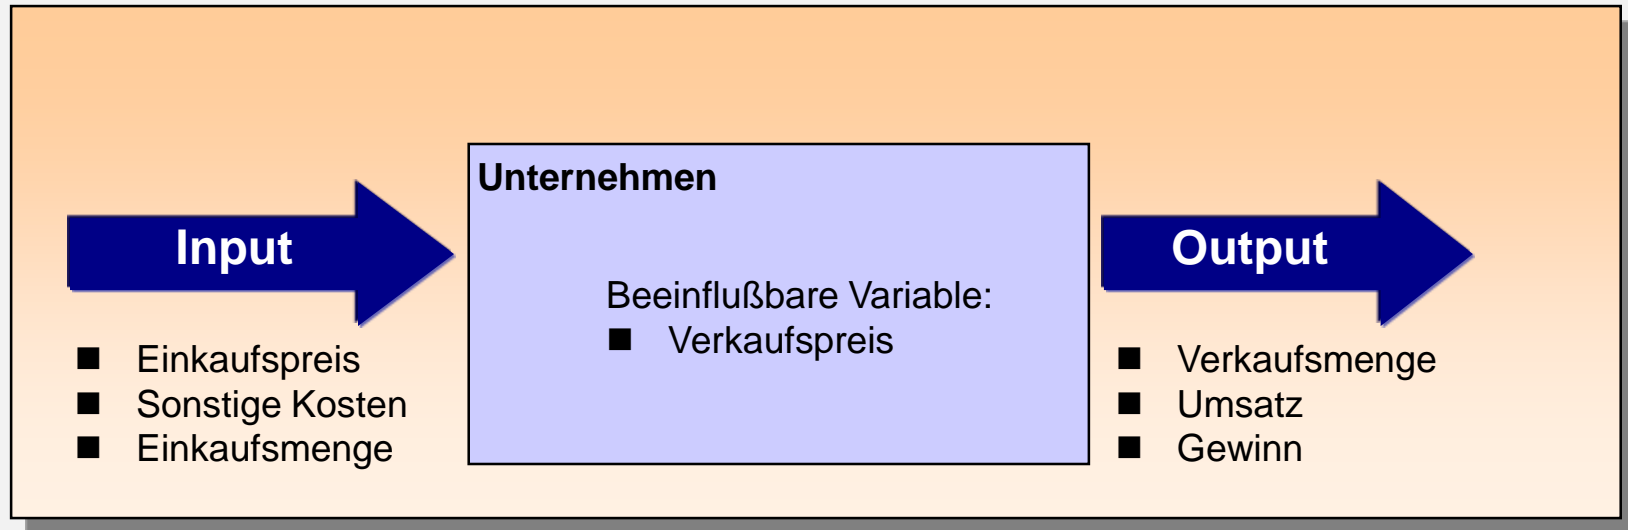 Unternehmen
Input
Beeinflußbare Variable:
■ Verkaufspreis
Output
■ Einkaufspreis
■ Sonstige Kosten
■ Einkaufsmenge
■ Verkaufsmenge
■ Umsatz
■ Gewinn